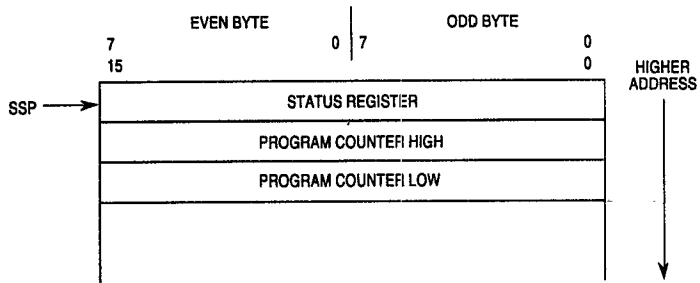 EVEN BYTE ODD BYTE
7 0 7 0
15 0
HIGHER
ADDRESS
SSP
STATUS REGISTER
PROGRAM COUNTER HIGH
PROGRAM COUNTER LOW